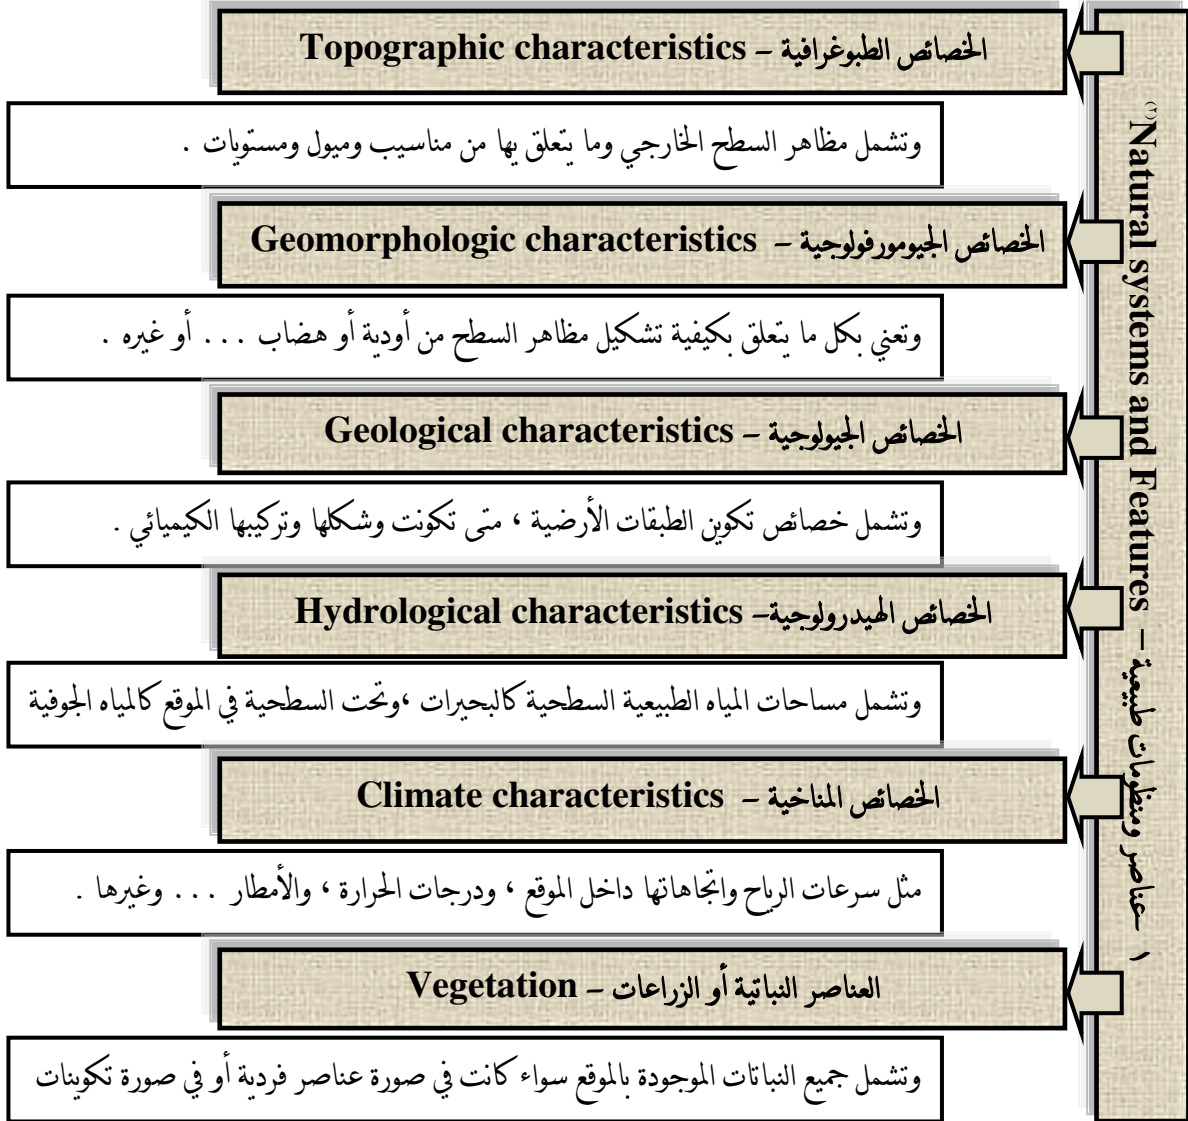 ١ -عناصر ومنظومات طبيعية – Natural systems and Features(٢)
الخصائص الطبوغرافية – Topographic characteristics
وتشمل مظاهر السطح الخارجي وما يتعلق بها من مناسيب وميول ومستويات .
الخصائص الجيومورفولوجية – Geomorphologic characteristics
وتعني بكل ما يتعلق بكيفية تشكيل مظاهر السطح من أودية أو هضاب ... أو غيره .
الخصائص الجيولوجية – Geological characteristics
وتشمل خصائص تكوين الطبقات الأرضية ، متى تكونت وشكلها وتركيبها الكيميائي .
الخصائص الهيدرولوجية– Hydrological characteristics
وتشمل مساحات المياه الطبيعية السطحية كالبحيرات ،وتحت السطحية في الموقع كالمياه الجوفية
الخصائص المناخية – Climate characteristics
مثل سرعات الرياح واتجاهاتها داخل الموقع ، ودرجات الحرارة ، والأمطار ... وغيرها .
العناصر النباتية أو الزراعات – Vegetation
وتشمل جميع النباتات الموجودة بالموقع سواء كانت في صورة عناصر فردية أو في صورة تكوينات